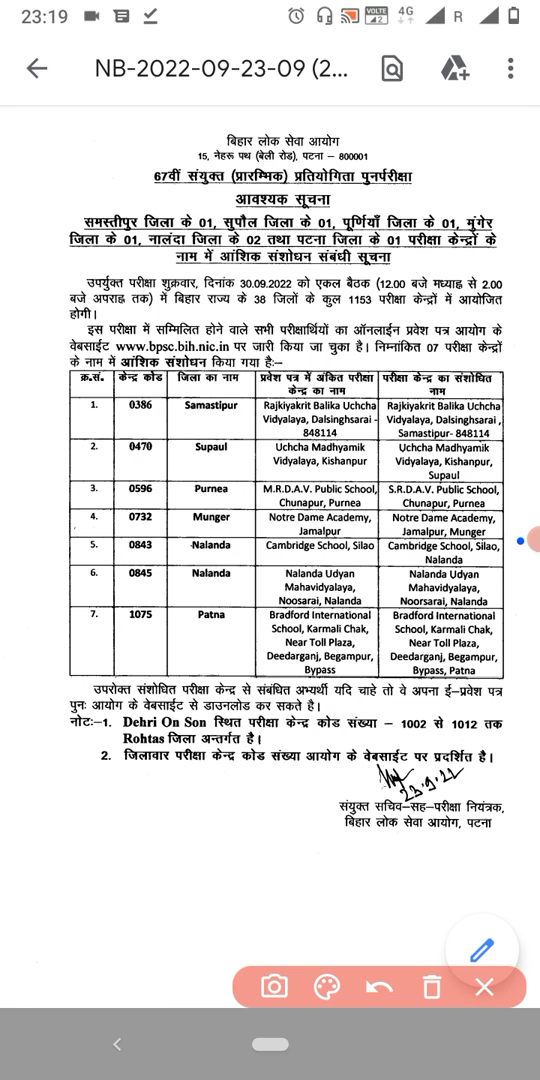 23:19
VOLTE 2
4G
R
NB-2022-09-23-09 (2...
बिहार लोक सेवा आयोग
15, नेहरू पथ (बेली रोड), पटना – 800001
67वीं संयुक्त (प्रारम्भिक) प्रतियोगिता पुनर्परीक्षा
आवश्यक सूचना
समस्तीपुर जिला के 01, सुपौल जिला के 01, पूर्णियाँ जिला के 01, मुंगेर
जिला के 01, नालंदा जिला के 02 तथा पटना जिला के 01 परीक्षा केन्द्रों के
नाम में आंशिक संशोधन संबंधी सूचना
उपर्युक्त परीक्षा शुक्रवार, दिनांक 30.09.2022 को एकल बैठक (12.00 बजे मध्याह्न से 2.00
बजे अपराह्न तक) में बिहार राज्य के 38 जिलों के कुल 1153 परीक्षा केन्द्रों में आयोजित
होगी।
इस परीक्षा में सम्मिलित होने वाले सभी परीक्षार्थियों का ऑनलाईन प्रवेश पत्र आयोग के
वेबसाईट www.bpsc.bih.nic.in पर जारी किया जा चुका है। निम्नांकित 07 परीक्षा केन्द्रों
के नाम में आंशिक संशोधन किया गया है:–
क्र.सं. केन्द्र कोड जिला का नाम प्रवेश पत्र में अंकित परीक्षा परीक्षा केन्द्र का संशोधित
केन्द्र का नाम नाम
1. 0386 Samastipur Rajkiyakrit Balika Uchcha Rajkiyakrit Balika Uchcha
Vidyalaya, Dalsinghsarai - Vidyalaya, Dalsinghsarai ,
848114 Samastipur- 848114
2. 0470 Supaul Uchcha Madhyamik Uchcha Madhyamik
Vidyalaya, Kishanpur Vidyalaya, Kishanpur,
Supaul
3. 0596 Purnea M.R.D.A.V. Public School, S.R.D.A.V. Public School,
Chunapur, Purnea Chunapur, Purnea
4. 0732 Munger Notre Dame Academy, Notre Dame Academy,
Jamalpur Jamalpur, Munger
5. 0843 Nalanda Cambridge School, Silao Cambridge School, Silao,
Nalanda
6. 0845 Nalanda Nalanda Udyan Nalanda Udyan
Mahavidyalaya, Mahavidyalaya,
Noosarai, Nalanda Noorsarai, Nalanda
7. 1075 Patna Bradford International Bradford International
School, Karmali Chak, School, Karmali Chak,
Near Toll Plaza, Near Toll Plaza,
Deedarganj, Begampur, Deedarganj, Begampur,
Bypass Bypass, Patna
उपरोक्त संशोधित परीक्षा केन्द्र से संबंधित अभ्यर्थी यदि चाहे तो वे अपना ई–प्रवेश पत्र
पुनः आयोग के वेबसाईट से डाउनलोड कर सकते है।
नोटः–1. Dehri On Son स्थित परीक्षा केन्द्र कोड संख्या – 1002 से 1012 तक
Rohtas जिला अन्तर्गत है।
2. जिलावार परीक्षा केन्द्र कोड संख्या आयोग के वेबसाईट पर प्रदर्शित है।
23.9.22
संयुक्त सचिव–सह–परीक्षा नियंत्रक,
बिहार लोक सेवा आयोग, पटना